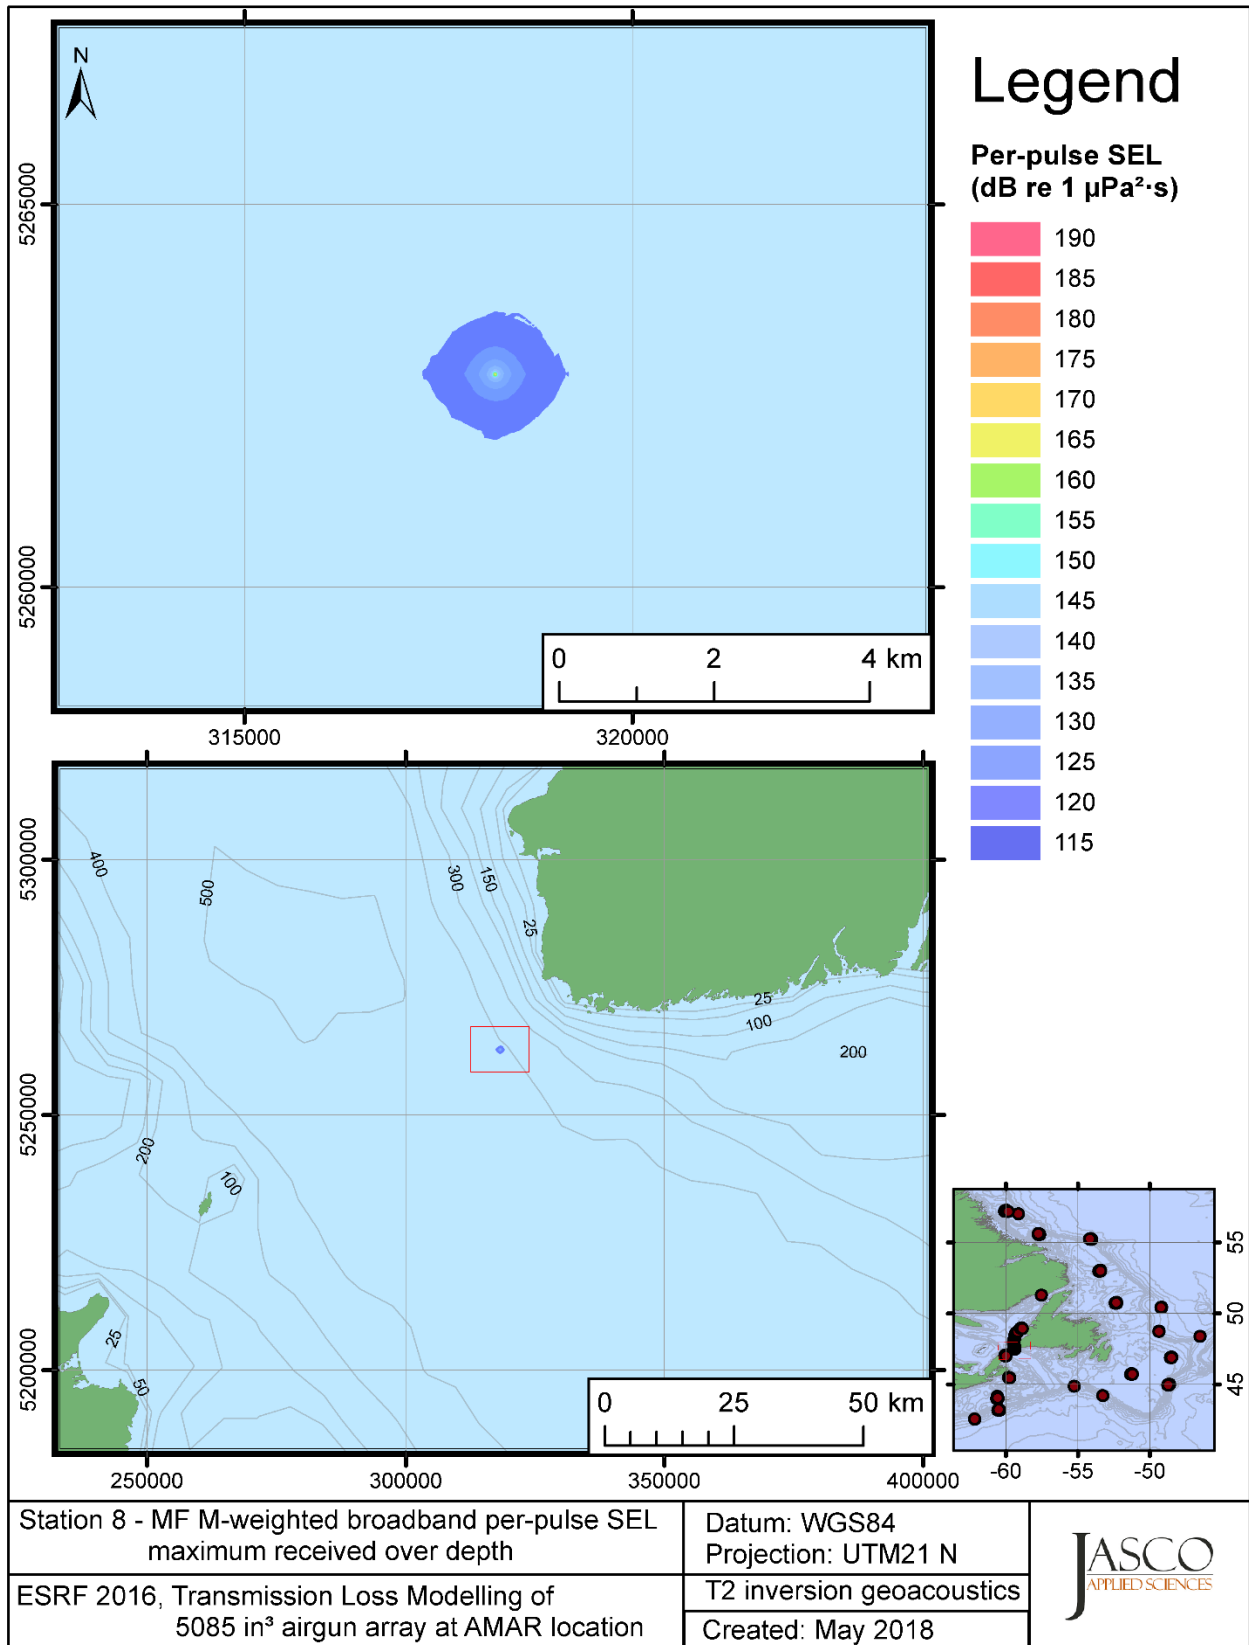 N
5265000
5260000
0 2 4 km
315000 320000
Legend
Per-pulse SEL
(dB re 1 µPa²·s)
190
185
180
175
170
165
160
155
150
145
140
135
130
125
120
115
5300000
5250000
5200000
400
500
300
150
25
25
100
200
200
100
25
50
0 25 50 km
250000 300000 350000 400000
55
50
45
-60 -55 -50
Station 8 - MF M-weighted broadband per-pulse SEL
maximum received over depth
ESRF 2016, Transmission Loss Modelling of
5085 in³ airgun array at AMAR location
Datum: WGS84
Projection: UTM21 N
T2 inversion geoacoustics
Created: May 2018
JASCO
APPLIED SCIENCES